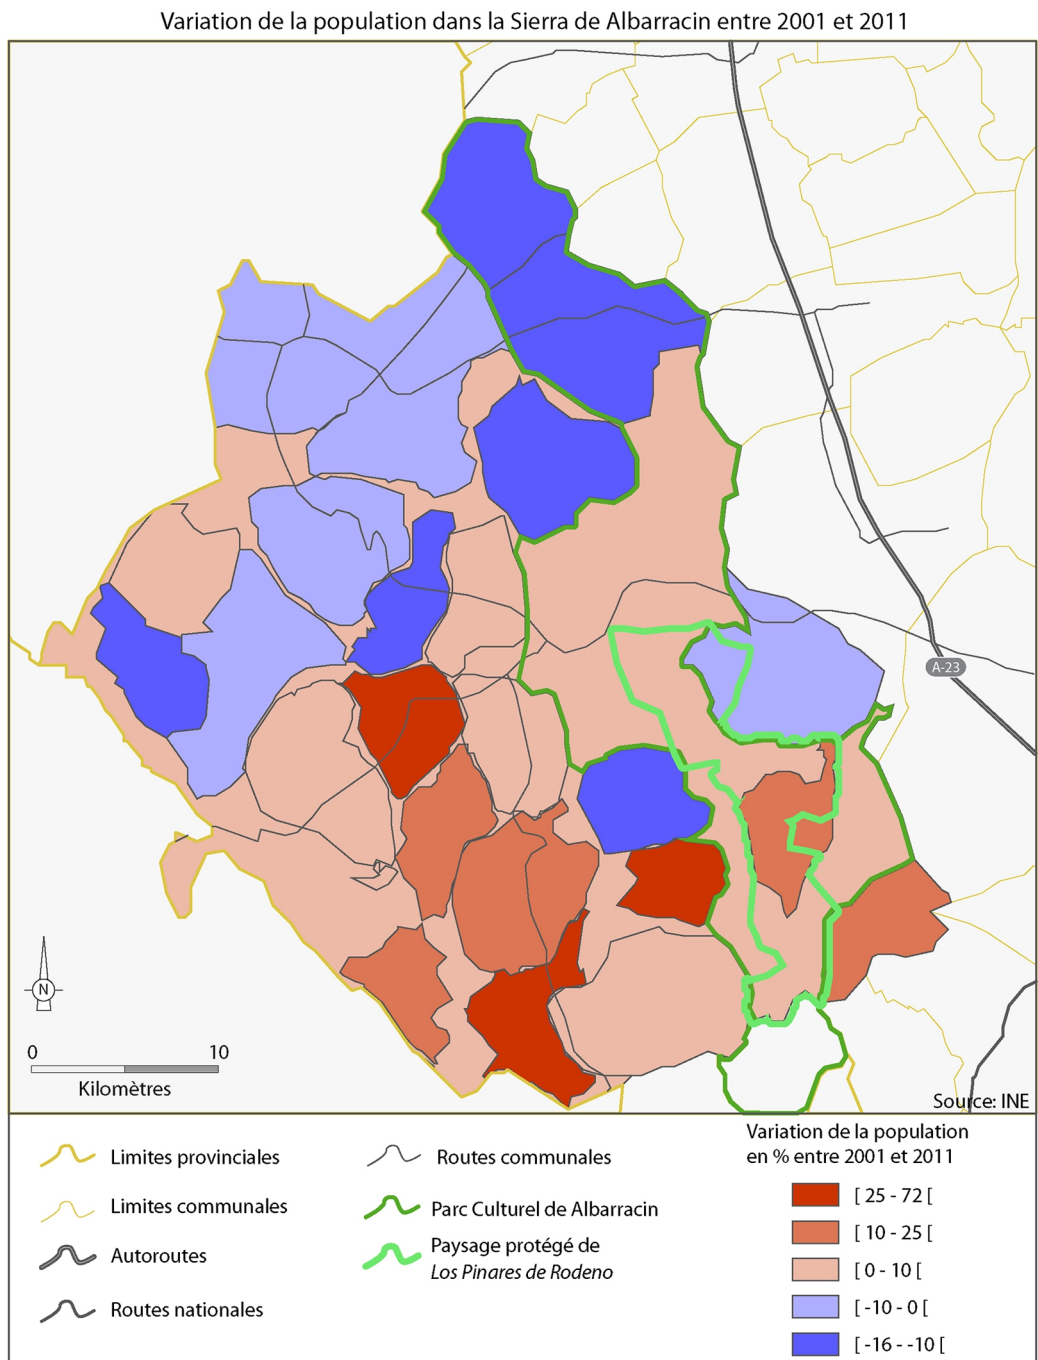 Variation de la population dans la Sierra de Albarracin entre 2001 et 2011
A-23
N
0 10
Kilomètres
Source: INE
Limites provinciales
Limites communales
Autoroutes
Routes nationales
Routes communales
Parc Culturel de Albarracin
Paysage protégé de
Los Pinares de Rodeno
Variation de la population
en % entre 2001 et 2011
[ 25 - 72 [
[ 10 - 25 [
[ 0 - 10 [
[ -10 - 0 [
[ -16 - -10 [